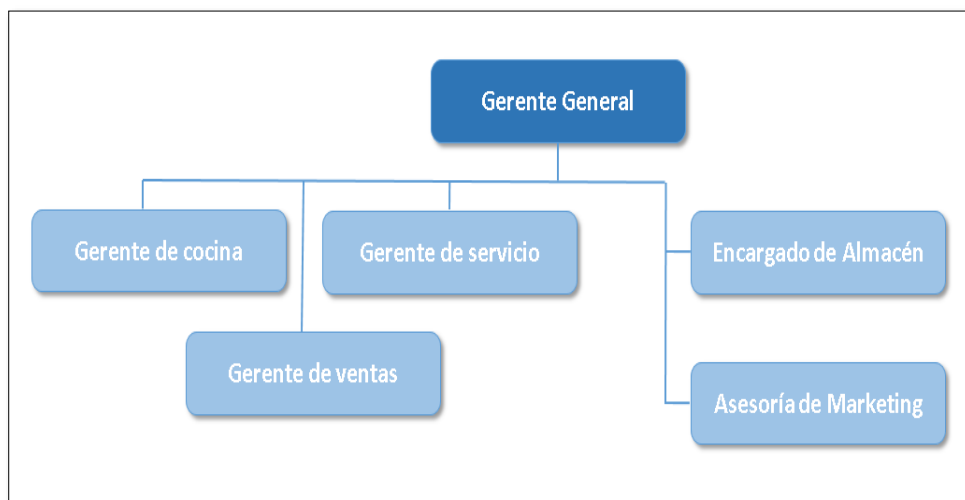 Gerente General
Gerente de cocina
Gerente de servicio
Encargado de Almacén
Gerente de ventas
Asesoría de Marketing